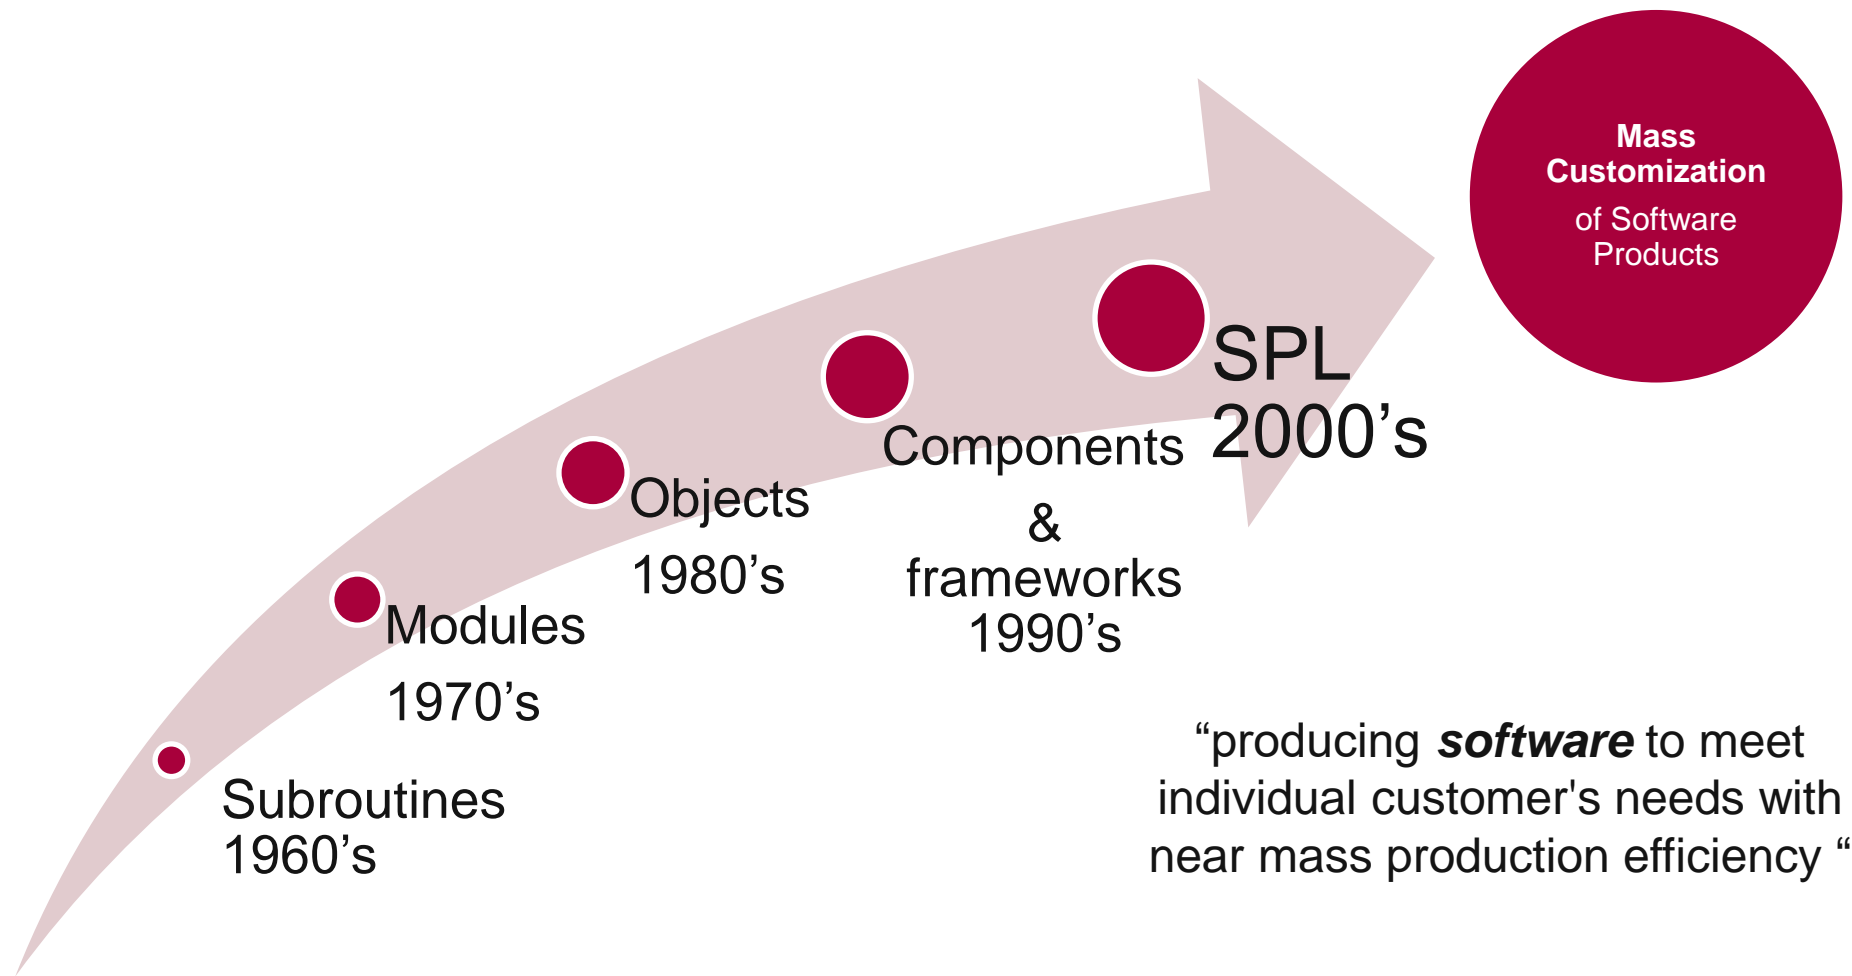 Mass
Customization
of Software
Products
SPL
2000’s
Components
&
frameworks
1990’s
Objects
1980’s
Modules
1970’s
Subroutines
1960’s
“producing software to meet
individual customer's needs with
near mass production efficiency “